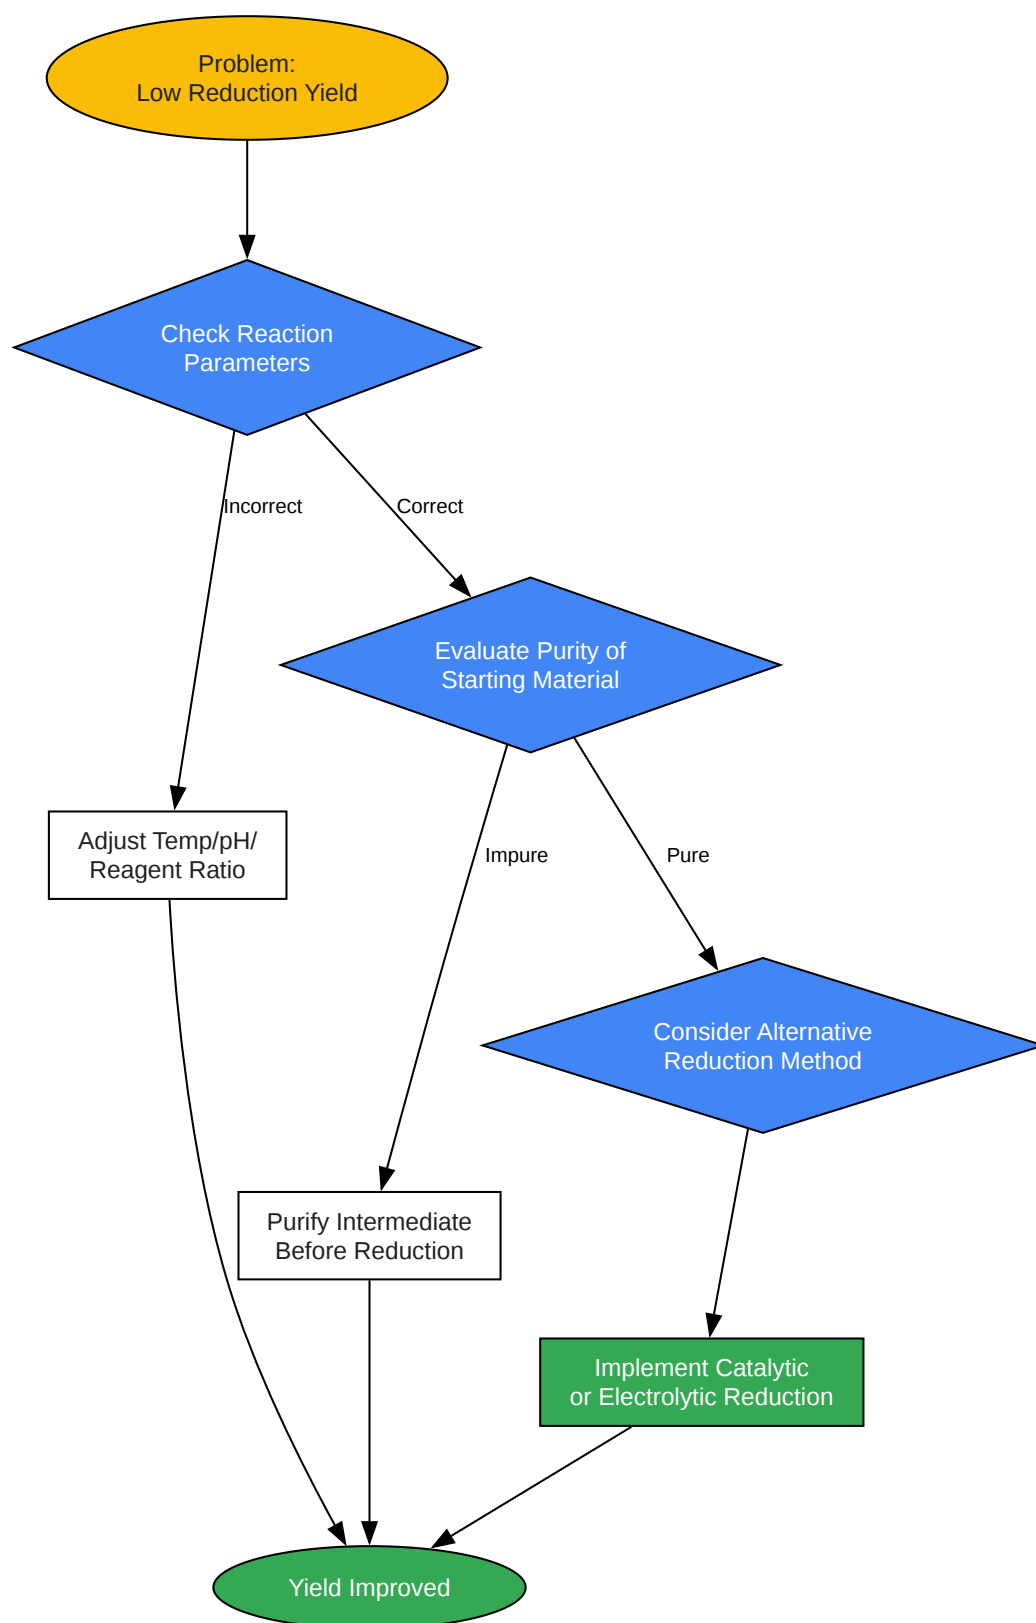 Problem:
Low Reduction Yield
Check Reaction
Parameters
Incorrect
Correct
Evaluate Purity of
Starting Material
Adjust Temp/pH/
Reagent Ratio
Impure
Pure
Consider Alternative
Reduction Method
Purify Intermediate
Before Reduction
Implement Catalytic
or Electrolytic Reduction
Yield Improved